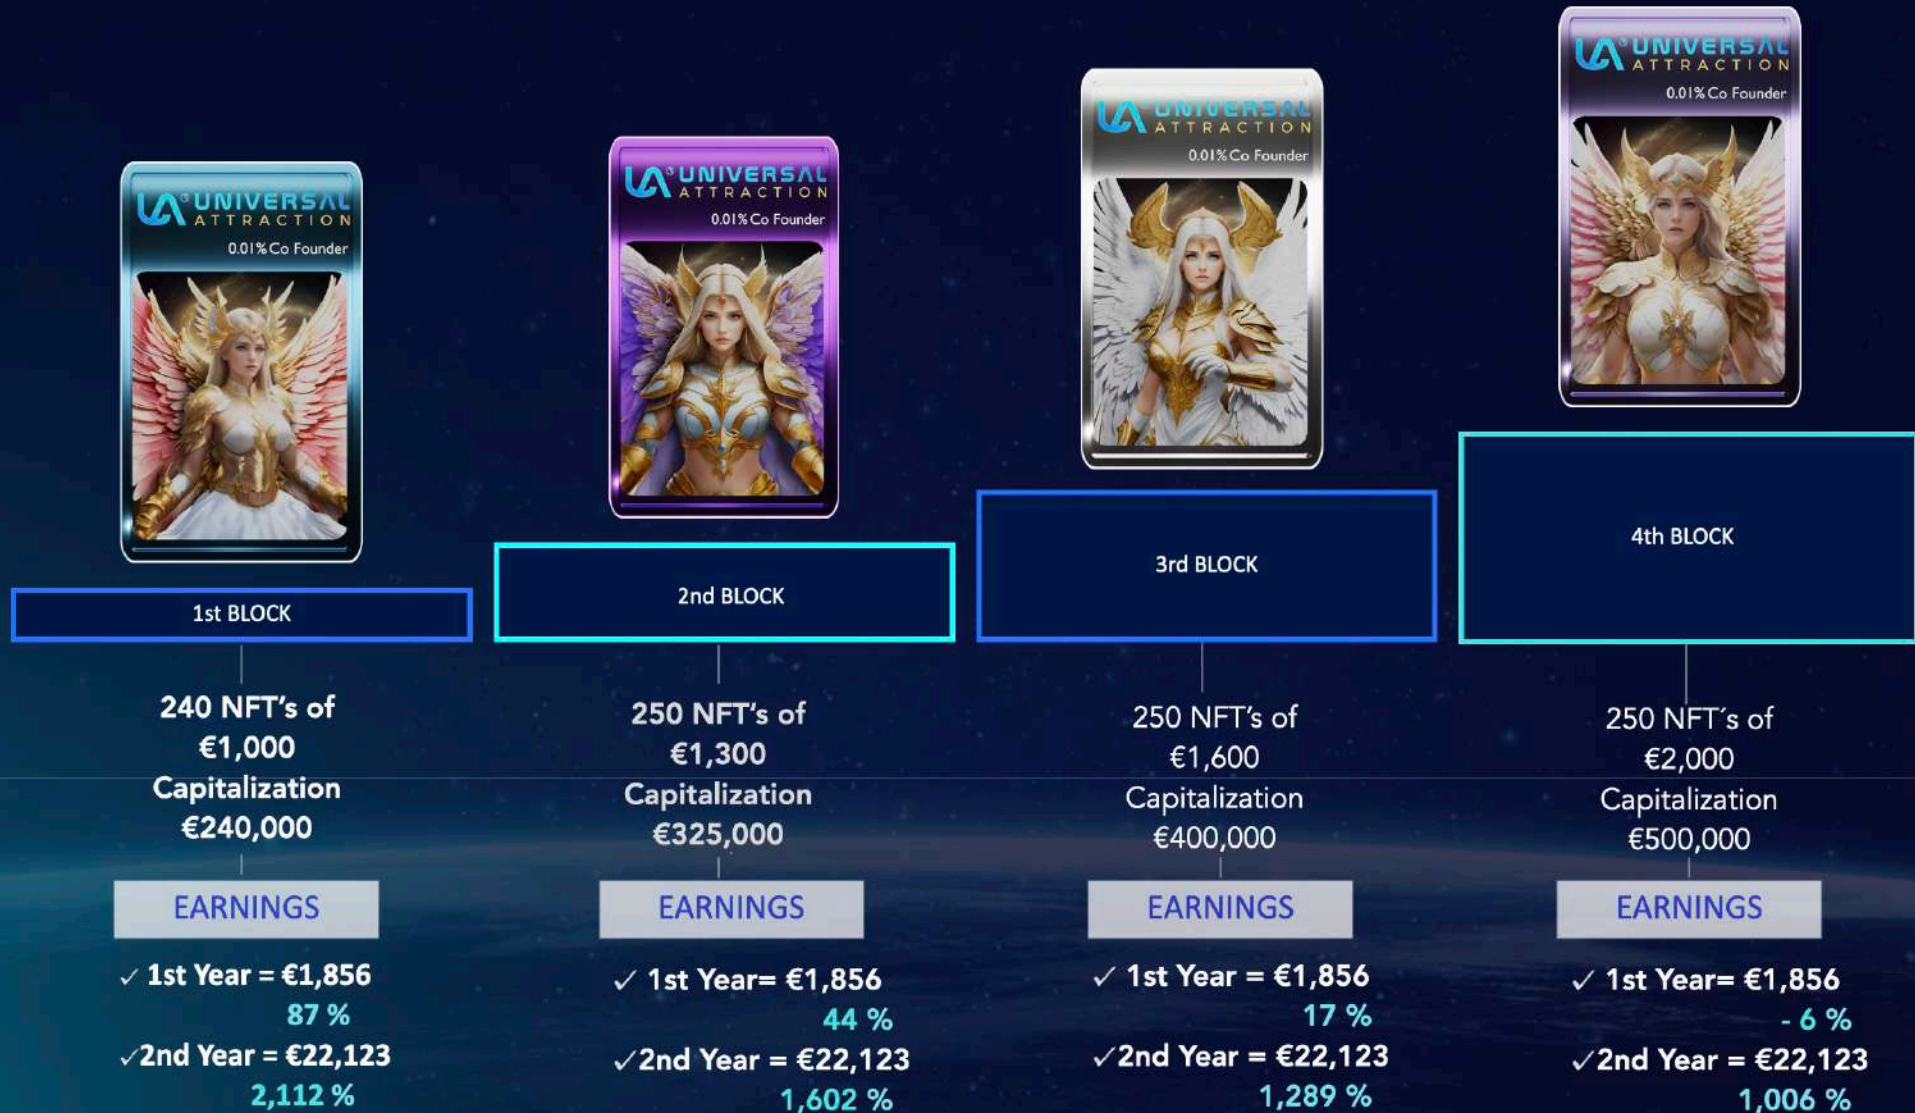 UNIVERSAL
ATTRACTION
0.01% Co Founder
1st BLOCK
240 NFT's of
€1,000
Capitalization
€240,000
EARNINGS
✓ 1st Year = €1,856
87 %
✓2nd Year = €22,123
2,112 %
UNIVERSAL
ATTRACTION
0.01% Co Founder
2nd BLOCK
250 NFT's of
€1,300
Capitalization
€325,000
EARNINGS
✓ 1st Year= €1,856
44 %
✓2nd Year = €22,123
1,602 %
UNIVERSAL
ATTRACTION
0.01% Co Founder
3rd BLOCK
250 NFT's of
€1,600
Capitalization
€400,000
EARNINGS
✓ 1st Year = €1,856
17 %
✓2nd Year = €22,123
1,289 %
UNIVERSAL
ATTRACTION
0.01% Co Founder
4th BLOCK
250 NFT´s of
€2,000
Capitalization
€500,000
EARNINGS
✓ 1st Year= €1,856
- 6 %
✓2nd Year = €22,123
1,006 %